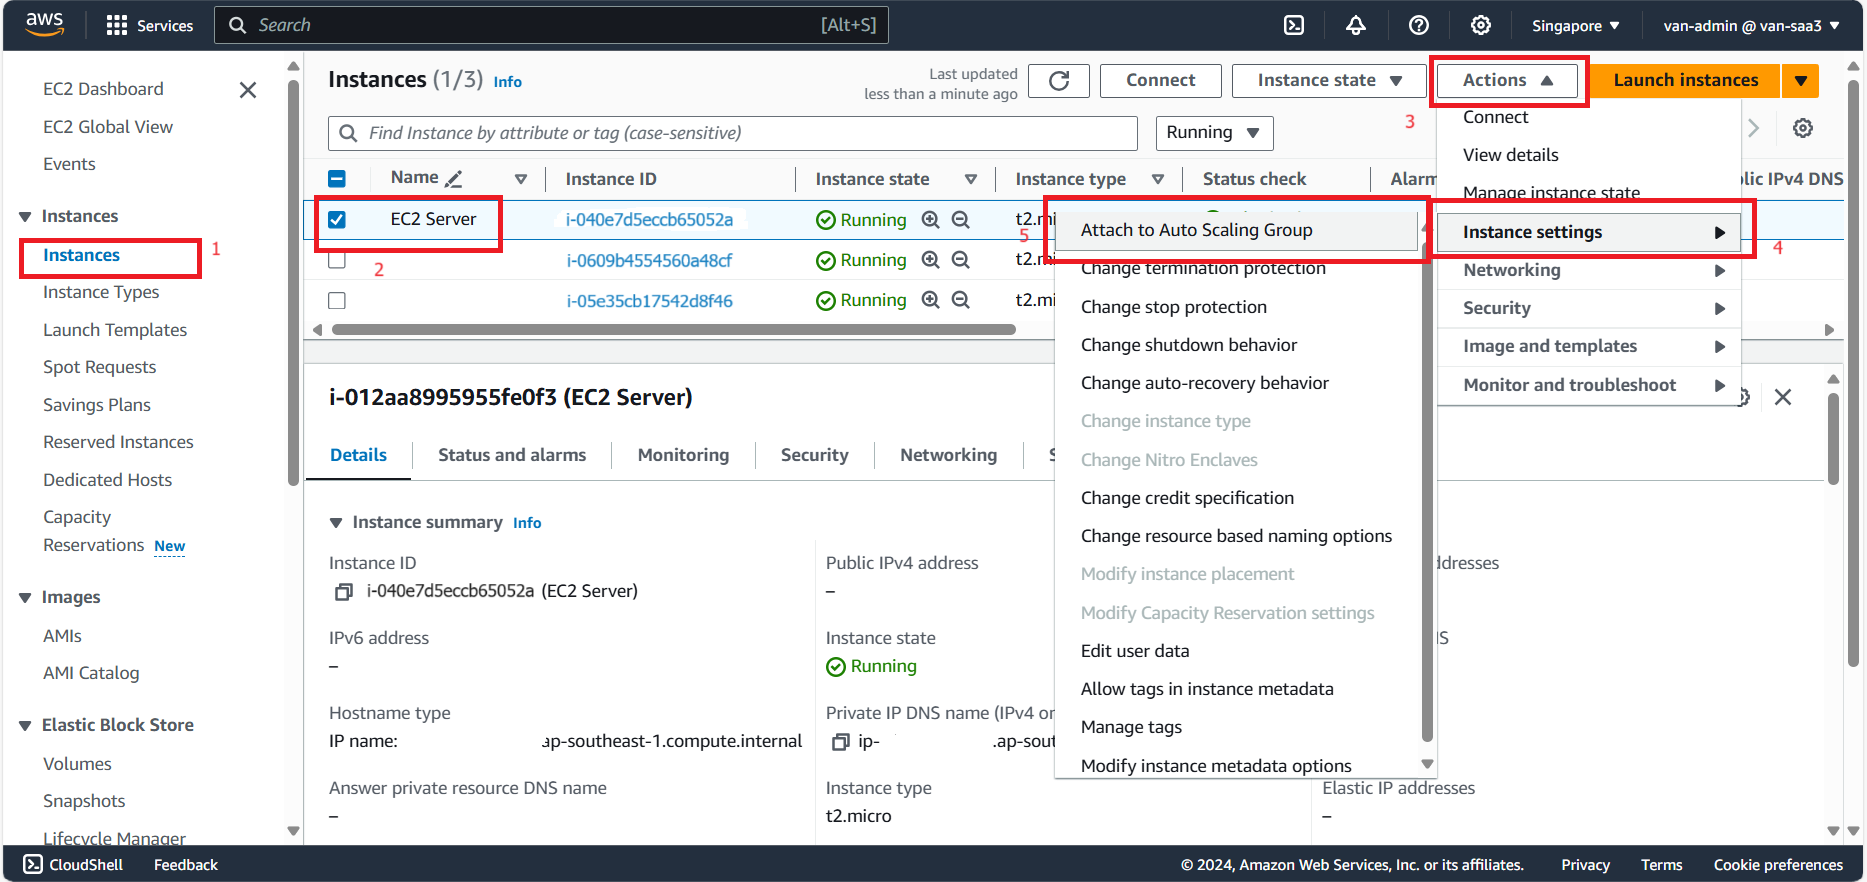 aws
Services
Search
[Alt+S]
Singapore
van-admin @ van-saa3
EC2 Dashboard
EC2 Global View
Events
Instances
Instances
1
Instance Types
Launch Templates
Spot Requests
Savings Plans
Reserved Instances
Dedicated Hosts
Capacity
Reservations New
Images
AMIs
AMI Catalog
Elastic Block Store
Volumes
Snapshots
Lifecycle Manager
Instances (1/3) Info
Last updated
less than a minute ago
Connect
Instance state
Actions
Launch instances
Find Instance by attribute or tag (case-sensitive)
Running
3
Name
Instance ID
Instance state
Instance type
Status check
Alarm
IPv4 DNS
EC2 Server
i-040e7d5eccb65052a
Running
2
i-0609b4554560a48cf
Running
i-05e35cb17542d8f46
Running
Connect
View details
Manage instance state
Instance settings
4
Networking
Security
Image and templates
Monitor and troubleshoot
5
Attach to Auto Scaling Group
Change termination protection
Change stop protection
Change shutdown behavior
Change auto-recovery behavior
Change instance type
Change Nitro Enclaves
Change credit specification
Change resource based naming options
Modify instance placement
Modify Capacity Reservation settings
Edit user data
Allow tags in instance metadata
Manage tags
Modify instance metadata options
i-012aa8995955fe0f3 (EC2 Server)
Details
Status and alarms
Monitoring
Security
Networking
Instance summary Info
Instance ID
i-040e7d5eccb65052a (EC2 Server)
Public IPv4 address
–
IPv6 address
–
Instance state
Running
Hostname type
IP name: ap-southeast-1.compute.internal
Private IP DNS name (IPv4
ip- .ap-sout
Answer private resource DNS name
–
Instance type
t2.micro
Elastic IP addresses
–
CloudShell
Feedback
© 2024, Amazon Web Services, Inc. or its affiliates.
Privacy
Terms
Cookie preferences